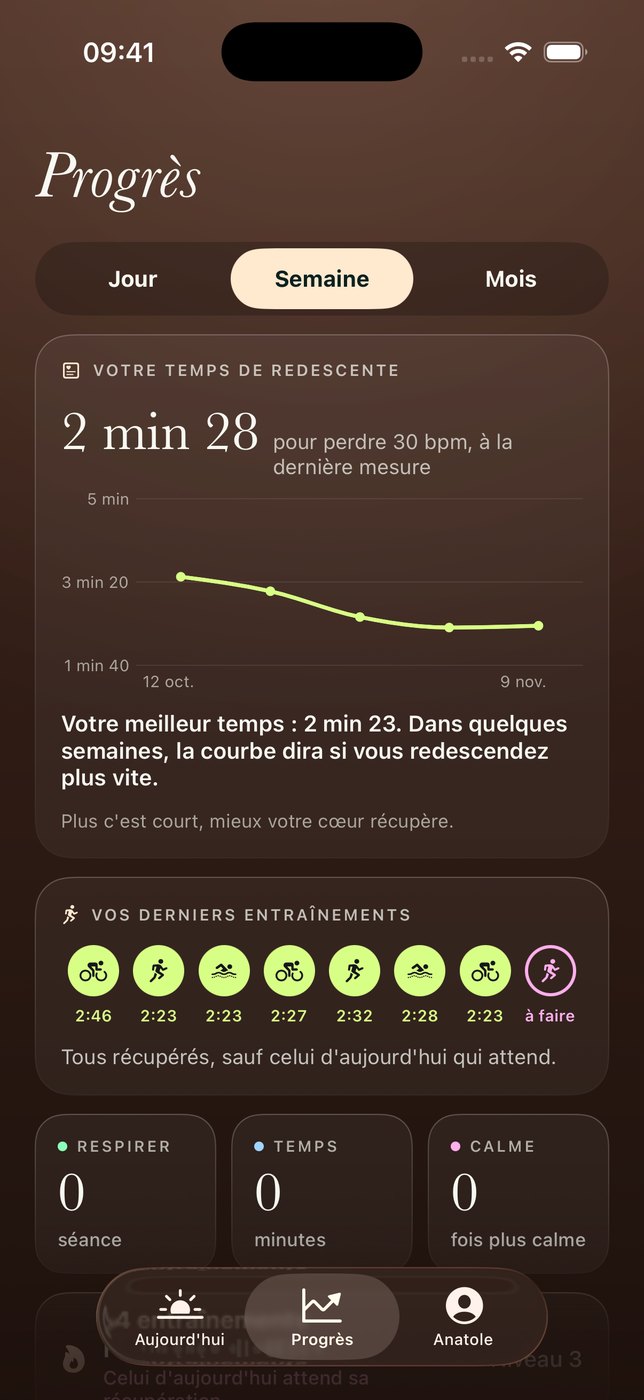 09:41
Progrès
Jour
Semaine
Mois
VOTRE TEMPS DE REDESCENTE
2 min 28 pour perdre 30 bpm, à la
dernière mesure
5 min
3 min 20
1 min 40
12 oct.
9 nov.
Votre meilleur temps : 2 min 23. Dans quelques
semaines, la courbe dira si vous redescendez
plus vite.
Plus c'est court, mieux votre cœur récupère.
VOS DERNIERS ENTRAÎNEMENTS
2:46 2:23 2:23 2:27 2:32 2:28 2:23 à faire
Tous récupérés, sauf celui d'aujourd'hui qui attend.
RESPIRER
0
séance
TEMPS
0
minutes
CALME
0
fois plus calme
Aujourd'hui
Progrès
Anatole
Celui d'aujourd'hui attend sa
récupération
3